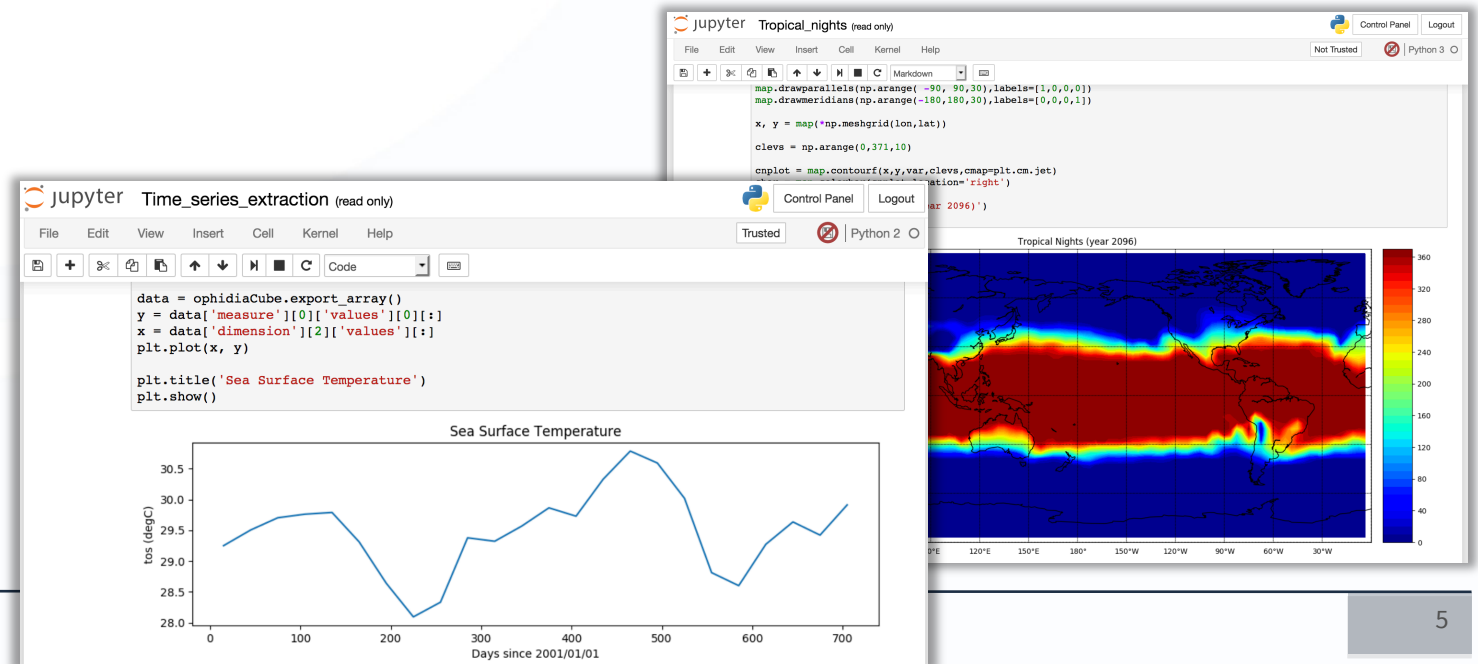 jupyter Tropical_nights (read only)
Control Panel Logout
File Edit View Insert Cell Kernel Help
Not Trusted Python 3
Markdown
map.drawparallels(np.arange( -90, 90,30),labels=[1,0,0,0])
map.drawmeridians(np.arange(-180,180,30),labels=[0,0,0,1])
x, y = map(*np.meshgrid(lon,lat))
clevs = np.arange(0,371,10)
cnplot = map.contourf(x,y,var,clevs,cmap=plt.cm.jet)
ation='right')
ar 2096)')
Tropical Nights (year 2096)
360
320
280
240
200
160
120
80
40
0
0°E 120°E 150°E 180° 150°W 120°W 90°W 60°W 30°W
jupyter Time_series_extraction (read only)
Control Panel Logout
File Edit View Insert Cell Kernel Help
Trusted Python 2
Code
data = ophidiaCube.export_array()
y = data['measure'][0]['values'][0][:]
x = data['dimension'][2]['values'][:]
plt.plot(x, y)
plt.title('Sea Surface Temperature')
plt.show()
Sea Surface Temperature
tos (degC)
30.5
30.0
29.5
29.0
28.5
28.0
0 100 200 300 400 500 600 700
Days since 2001/01/01
5